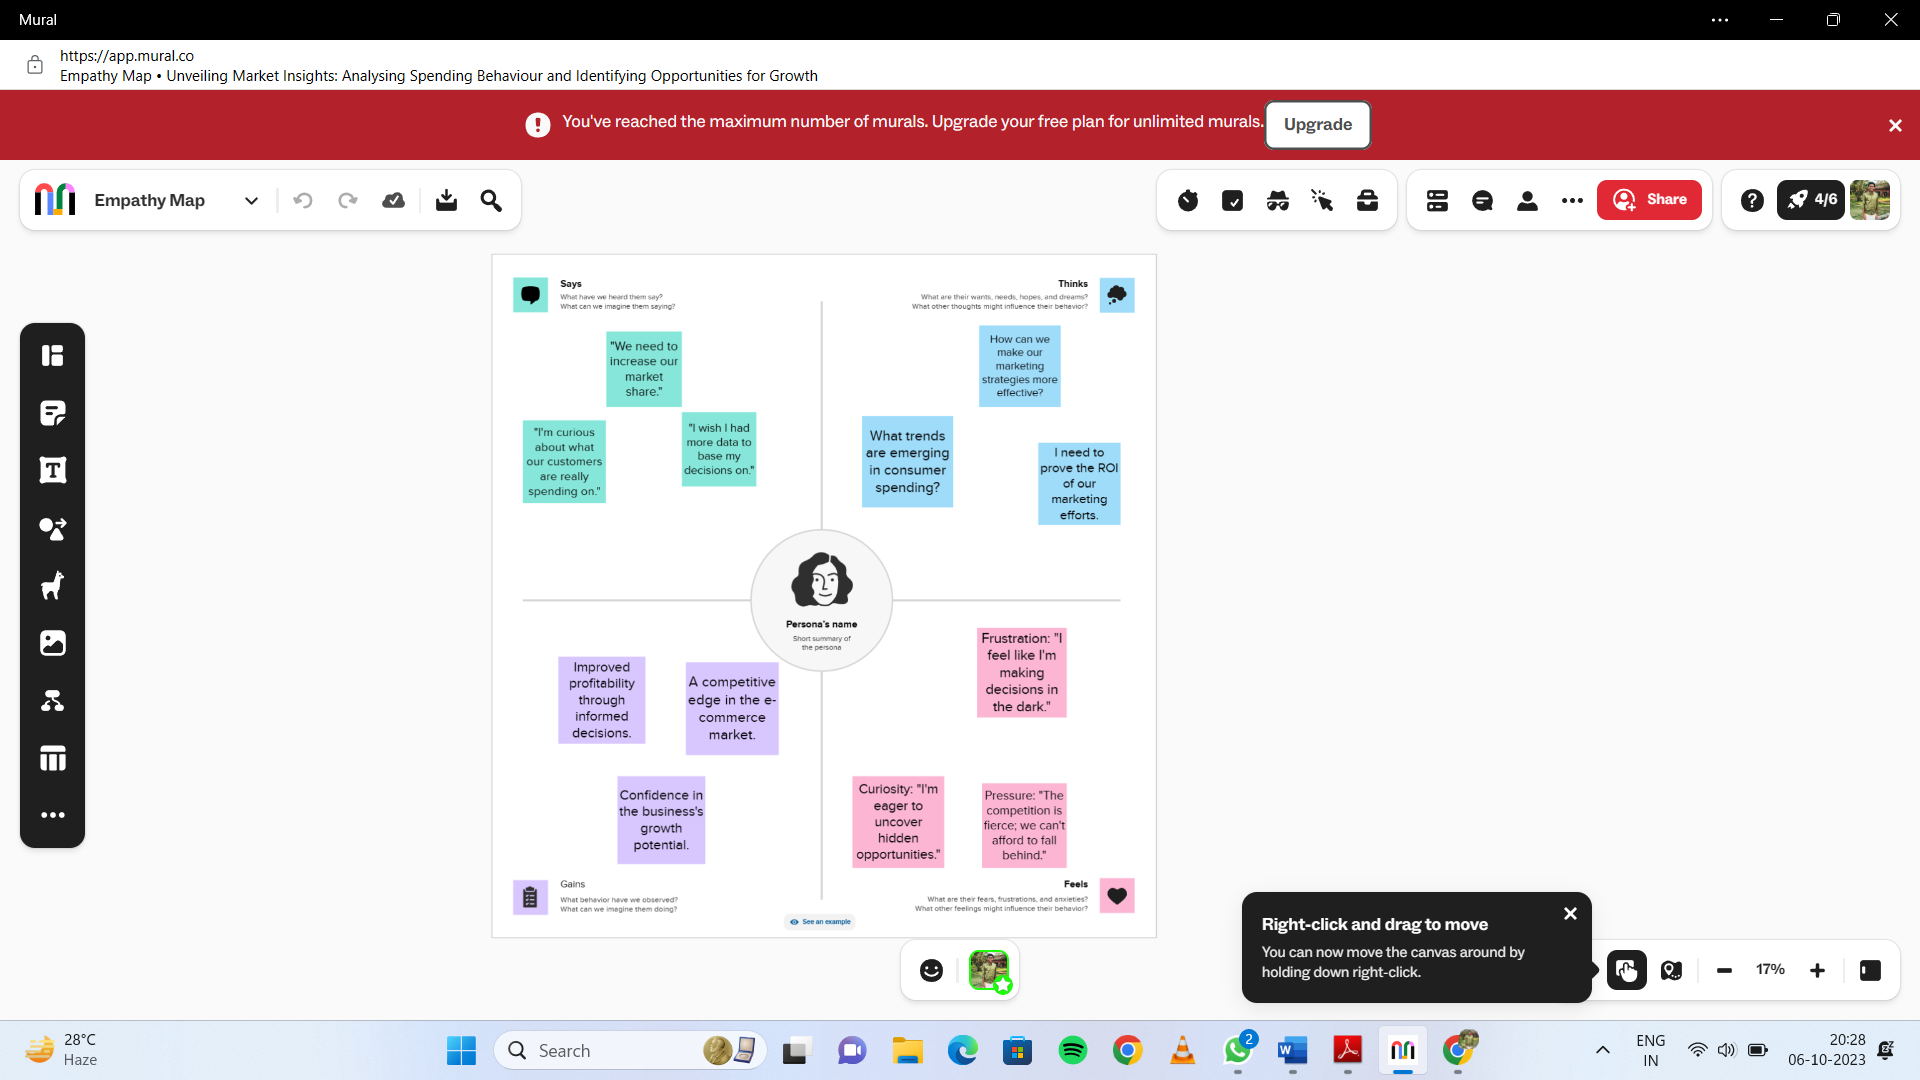 Mural
https://app.mural.co
Empathy Map • Unveiling Market Insights: Analysing Spending Behaviour and Identifying Opportunities for Growth
You've reached the maximum number of murals. Upgrade your free plan for unlimited murals.
Upgrade
Empathy Map
Share
4/6
Says
What have we heard them say?
What can we imagine them saying?
Thinks
What are their wants, needs, hopes, and dreams?
What other thoughts might influence their behavior?
"We need to
increase our
market
share."
"I'm curious
about what
our customers
are really
spending on."
"I wish I had
more data to
base my
decisions on."
How can we
make our
marketing
strategies more
effective?
What trends
are emerging
in consumer
spending?
I need to
prove the ROI
of our
marketing
efforts.
Persona's name
Short summary of
the persona
Improved
profitability
through
informed
decisions.
A competitive
edge in the e-
commerce
market.
Confidence in
the business's
growth
potential.
Frustration: "I
feel like I'm
making
decisions in
the dark."
Curiosity: "I'm
eager to
uncover
hidden
opportunities."
Pressure: "The
competition is
fierce; we can't
afford to fall
behind."
Gains
What behavior have we observed?
What can we imagine them doing?
Feels
What are their fears, frustrations, and anxieties?
What other feelings might influence their behavior?
See an example
Right-click and drag to move
You can now move the canvas around by
holding down right-click.
17%
28°C
Haze
Search
2
ENG
IN
20:28
06-10-2023